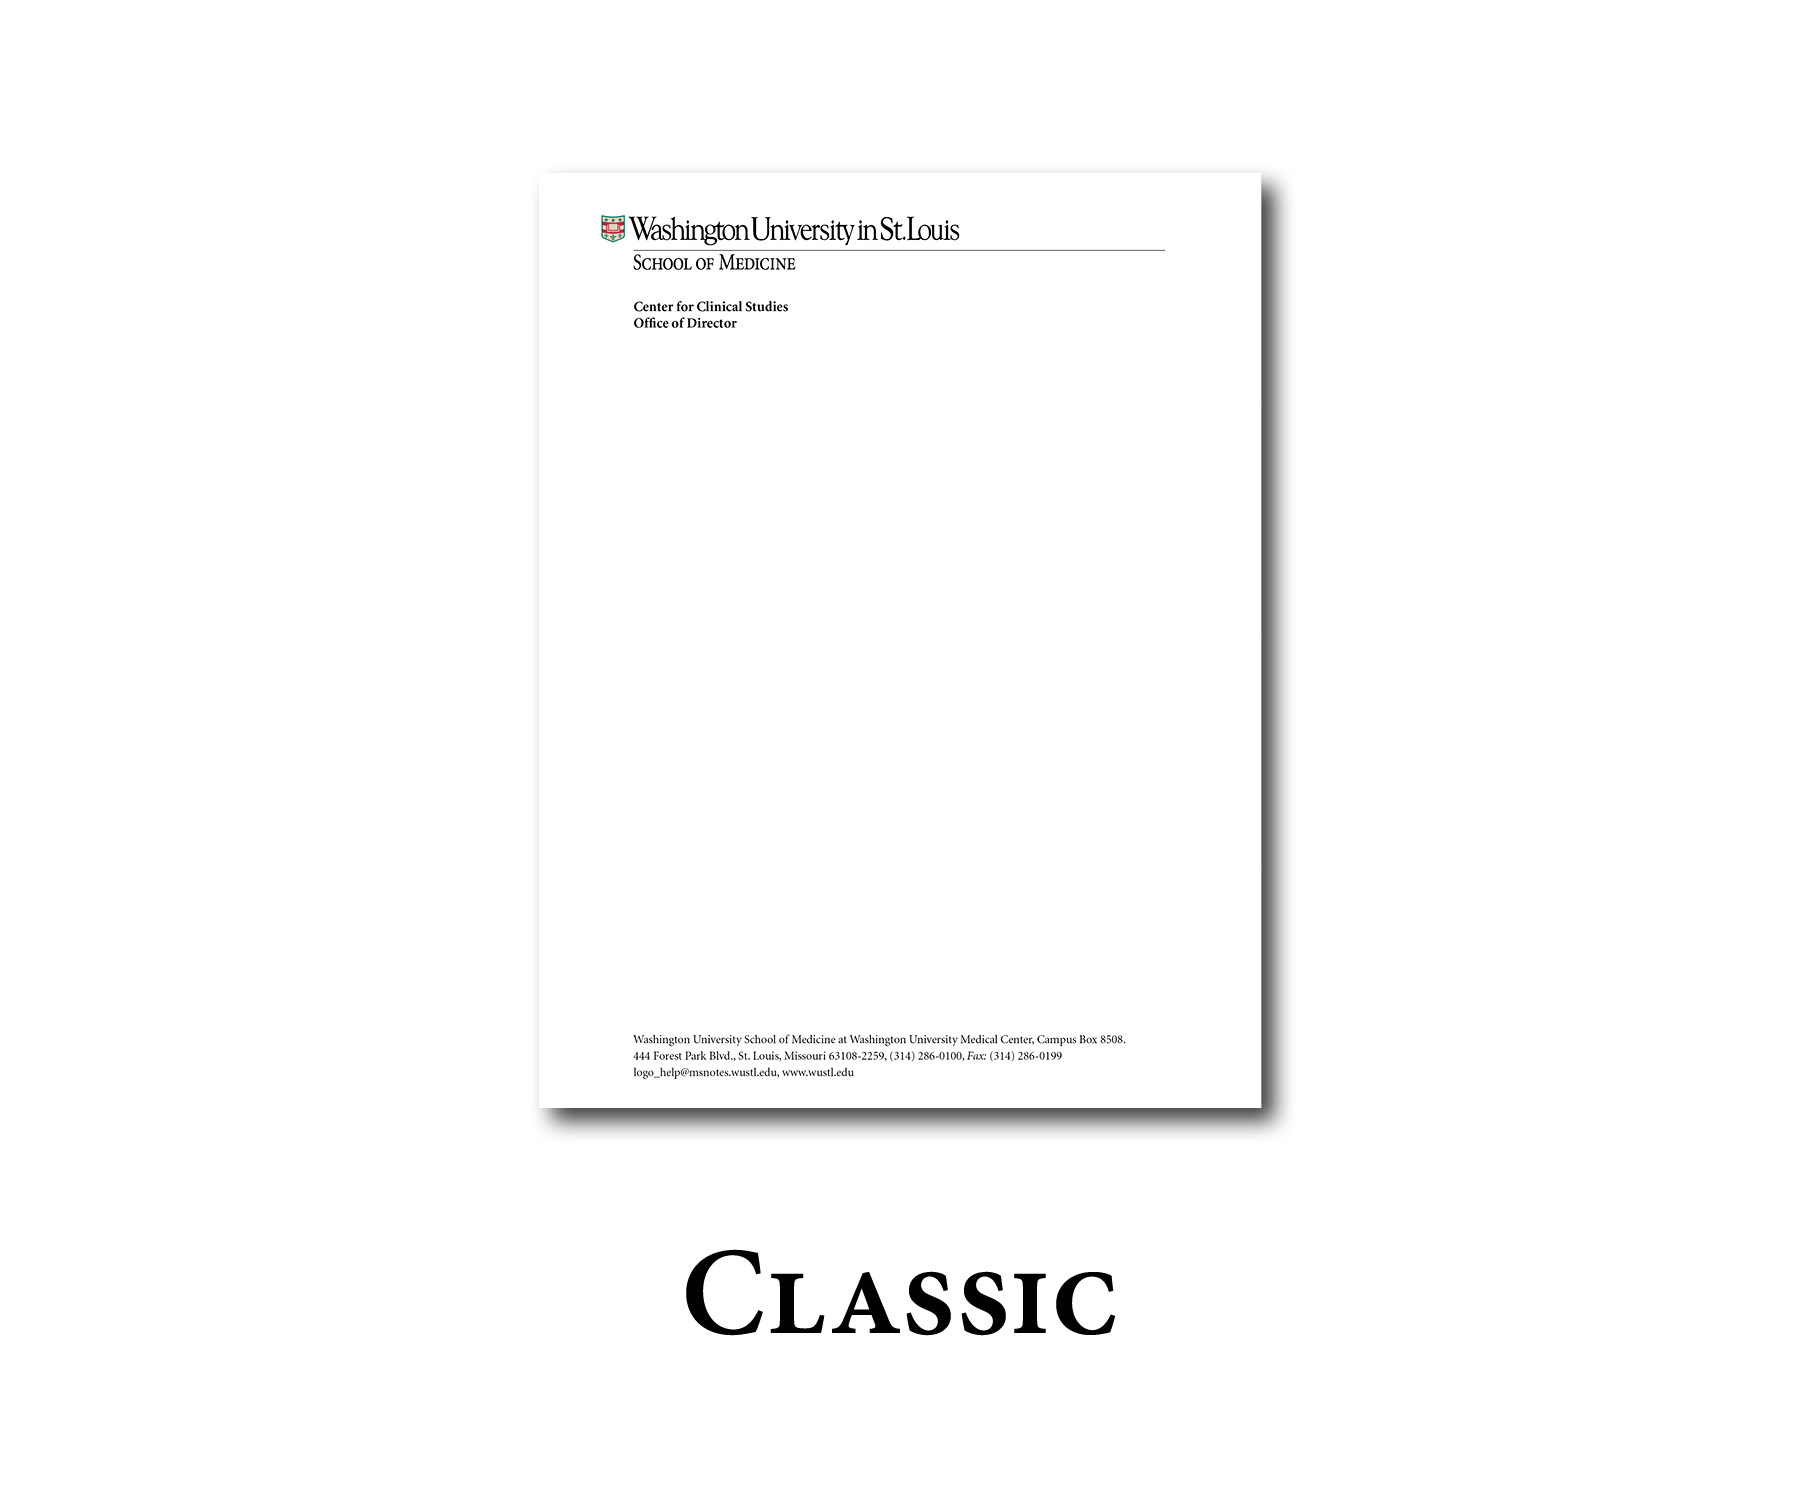 Washington University in St. Louis
School of Medicine
Center for Clinical Studies
Office of Director
Washington University School of Medicine at Washington University Medical Center, Campus Box 8508.
444 Forest Park Blvd., St. Louis, Missouri 63108-2259, (314) 286-0100, Fax: (314) 286-0199
logo_help@msnotes.wustl.edu, www.wustl.edu
Classic